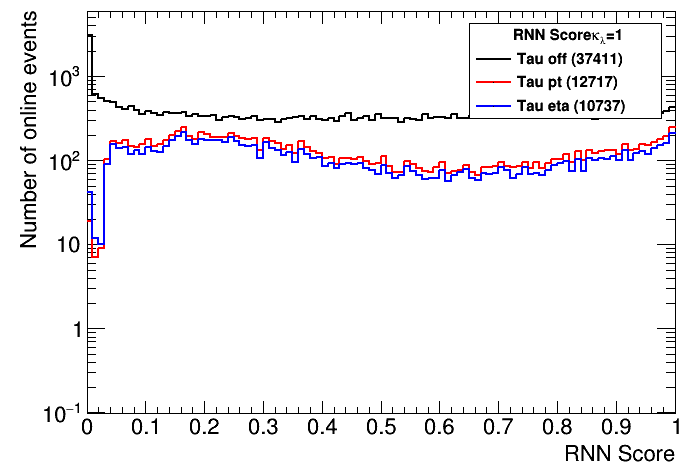 Number of online events
10³
10²
10
1
10⁻¹
RNN Scoreκλ=1
Tau off (37411)
Tau pt (12717)
Tau eta (10737)
0 0.1 0.2 0.3 0.4 0.5 0.6 0.7 0.8 0.9 1
RNN Score